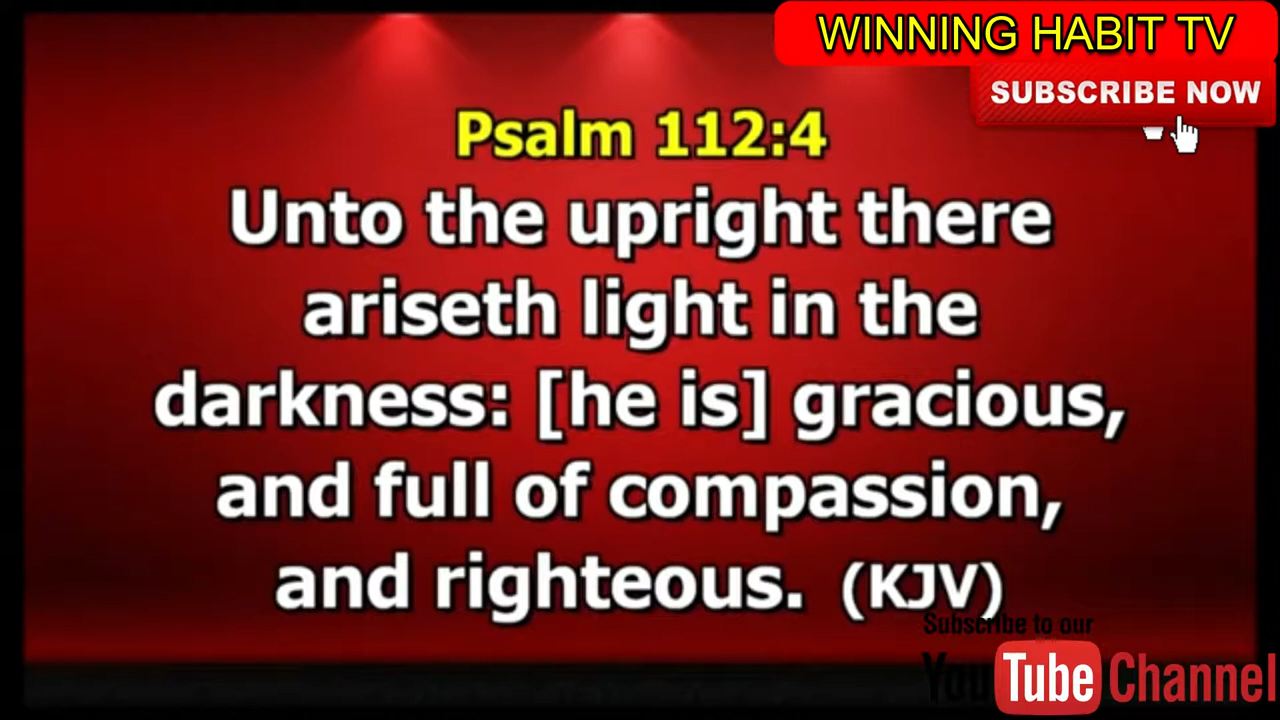 WINNING HABIT TV
SUBSCRIBE NOW
Psalm 112:4
Unto the upright there
ariseth light in the
darkness: [he is] gracious,
and full of compassion,
and righteous. (KJV)
Subscribe to our
YouTube Channel